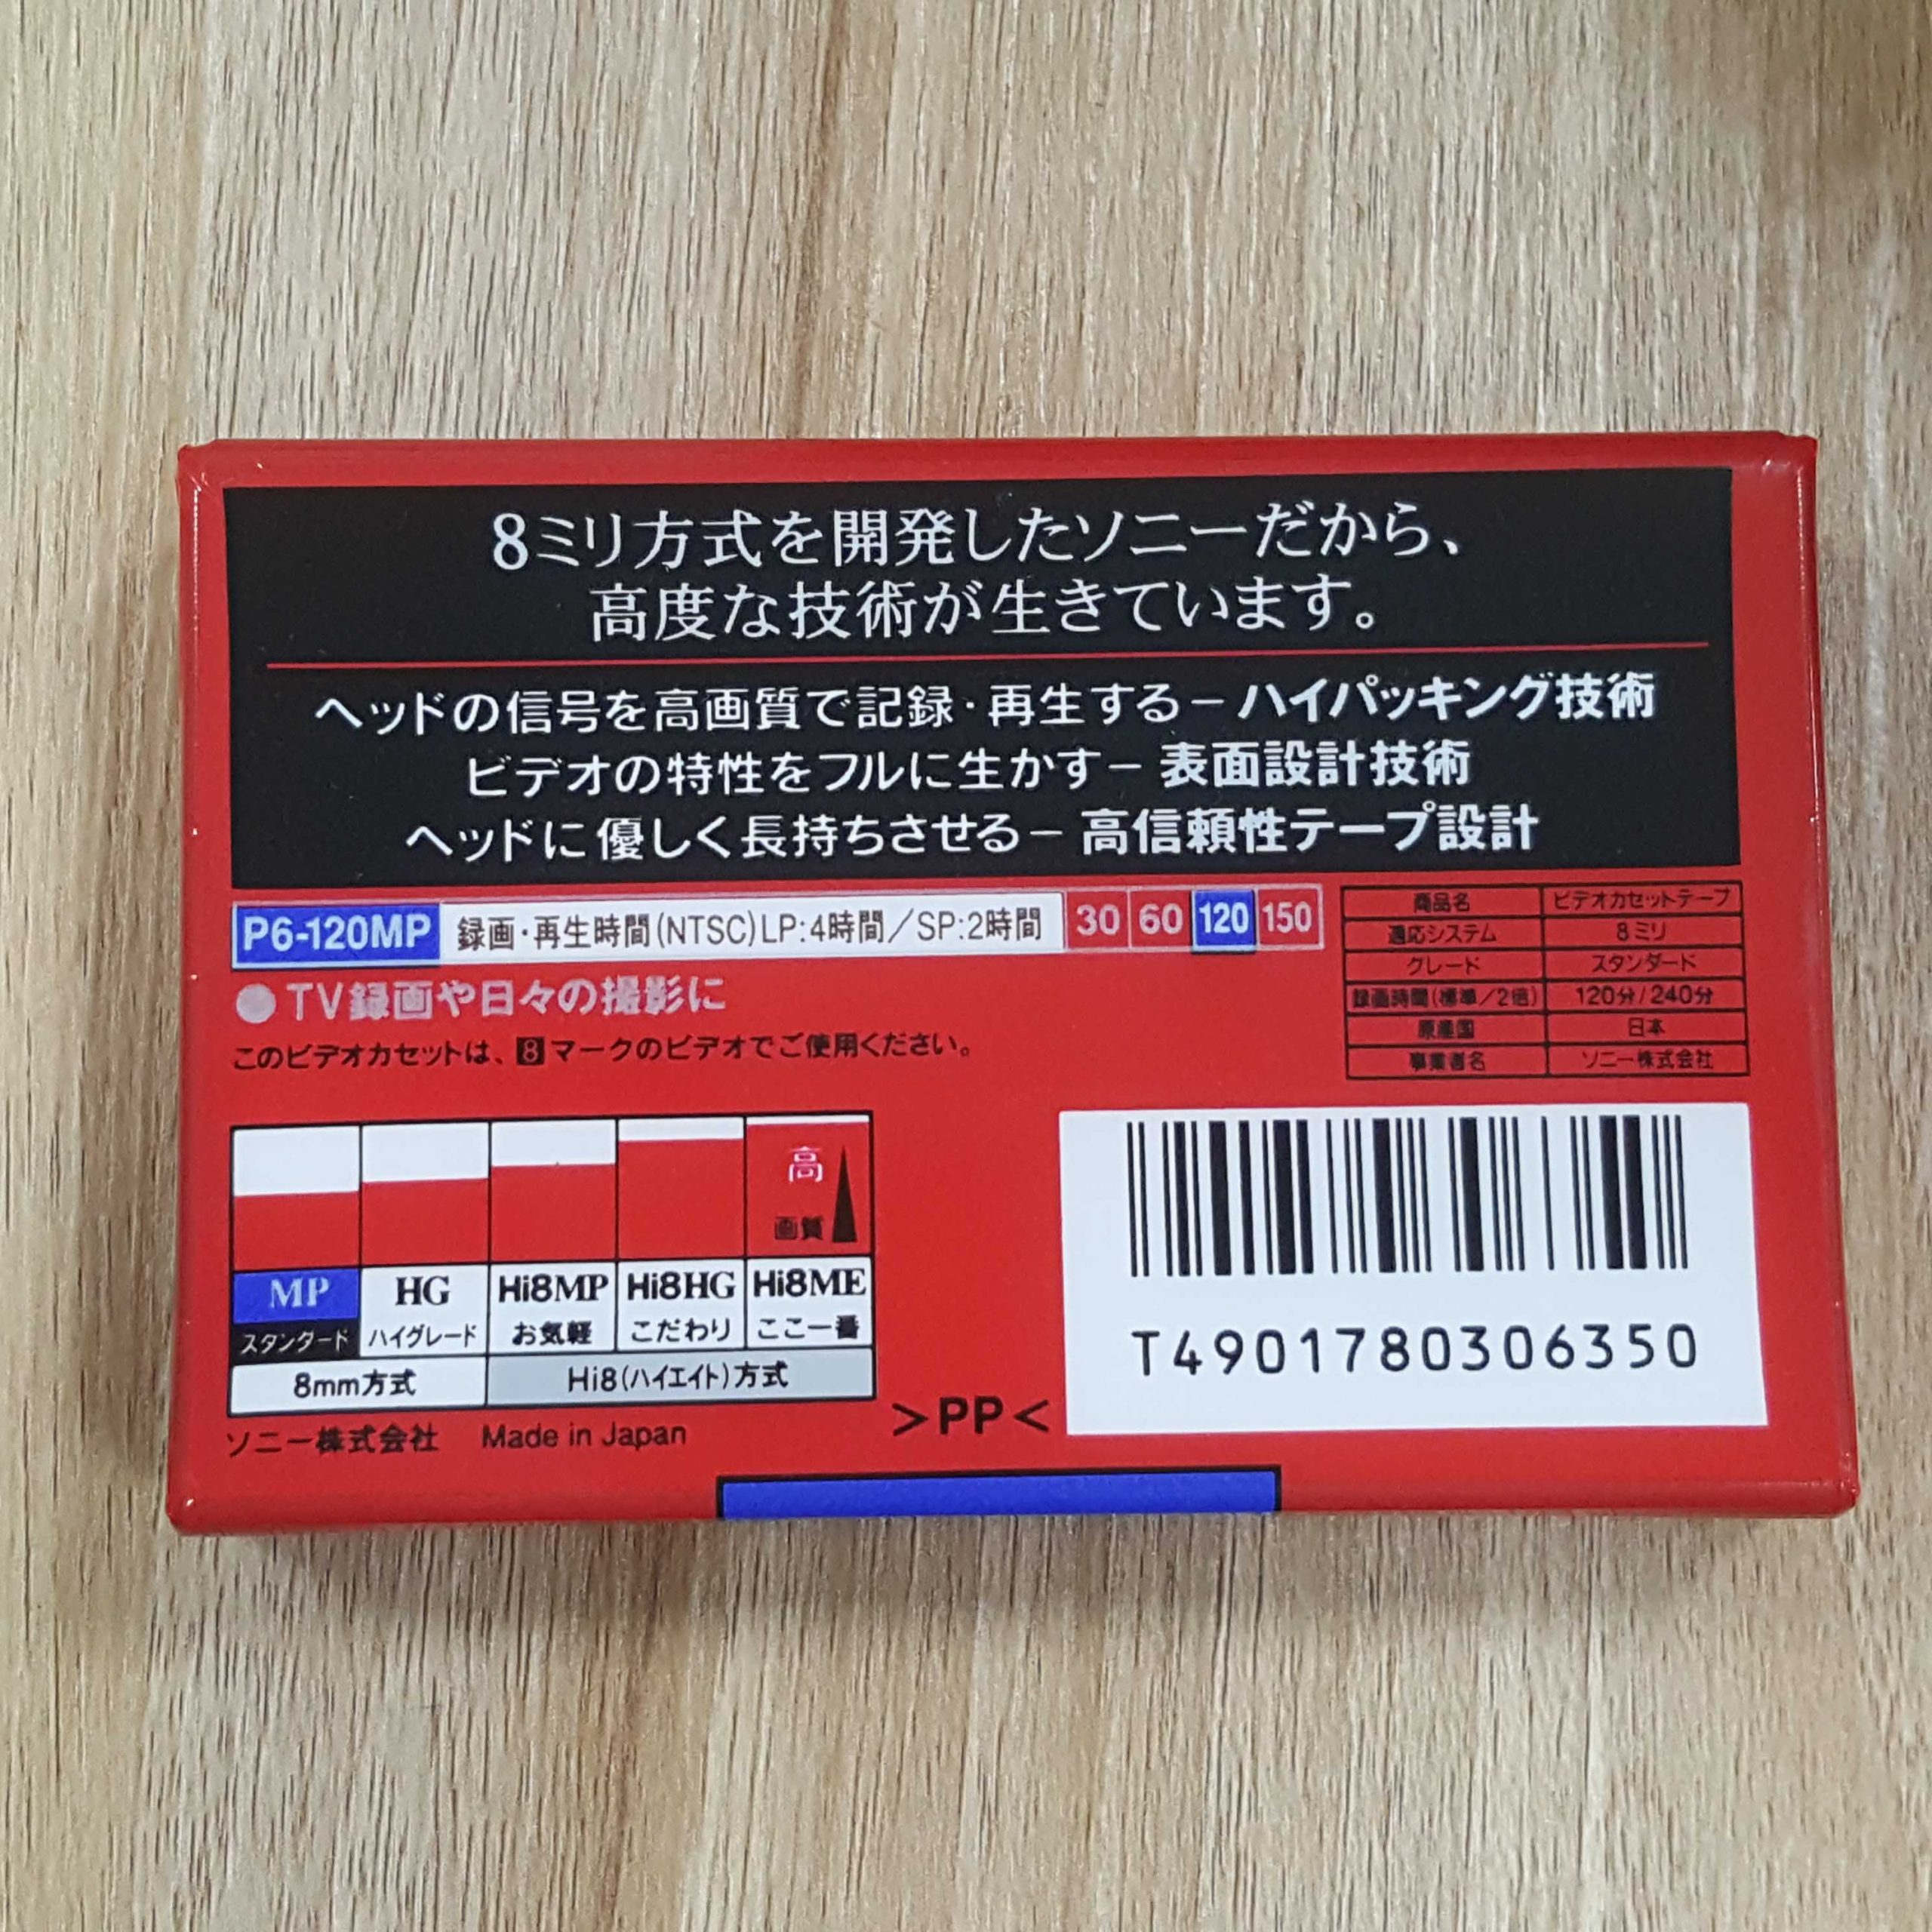 8ミリ方式を開発したソニーだから、
高度な技術が生きています。
ヘッドの信号を高画質で記録・再生する－ハイパッキング技術
ビデオの特性をフルに生かす－表面設計技術
ヘッドに優しく長持ちさせる－高信頼性テープ設計
P6-120MP 録画・再生時間(NTSC)LP:4時間／SP:2時間 30 60 120 150
●TV録画や日々の撮影に
このビデオカセットは、8マークのビデオでご使用ください。
商品名 ビデオカセットテープ
適応システム 8ミリ
グレード スタンダード
録画時間(標準／2倍) 120分/240分
原産国 日本
事業者名 ソニー株式会社
高
画質
MP HG Hi8MP Hi8HG Hi8ME
スタンダード ハイグレード お気軽 こだわり ここ一番
8mm方式 Hi8(ハイエイト)方式
ソニー株式会社 Made in Japan
>PP<
T4901780306350